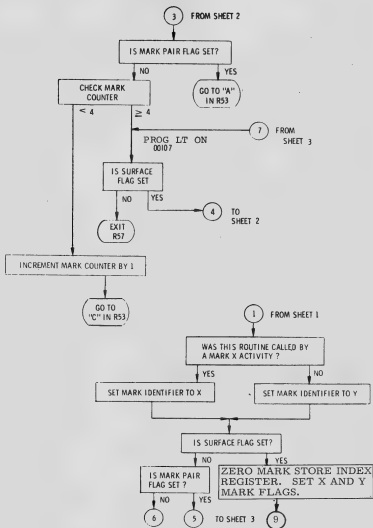 3 FROM SHEET 2
IS MARK PAIR FLAG SET?
NO YES
CHECK MARK
COUNTER
GO TO "A"
IN R53
< 4 ≥ 4
PROG LT ON
00107
7 FROM
SHEET 3
IS SURFACE
FLAG SET
NO YES
4 TO
SHEET 2
EXIT
R57
INCREMENT MARK COUNTER BY 1
GO TO
"C" IN R53
1 FROM SHEET 1
WAS THIS ROUTINE CALLED BY
A MARK X ACTIVITY ?
YES NO
SET MARK IDENTIFIER TO X SET MARK IDENTIFIER TO Y
IS SURFACE FLAG SET?
NO YES
IS MARK PAIR
FLAG SET ?
ZERO MARK STORE INDEX
REGISTER. SET X AND Y
MARK FLAGS.
NO YES
6 5 TO SHEET 3 9